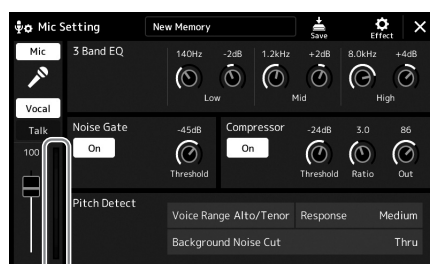 Mic Setting
New Memory
Save
Effect
Mic
Vocal
Talk
100
3 Band EQ
140Hz -2dB 1.2kHz +2dB 8.0kHz +4dB
Low Mid High
Noise Gate
On
-45dB
Threshold
Compressor
On
-24dB 3.0 86
Threshold Ratio Out
Pitch Detect
Voice Range Alto/Tenor
Response Medium
Background Noise Cut Thru